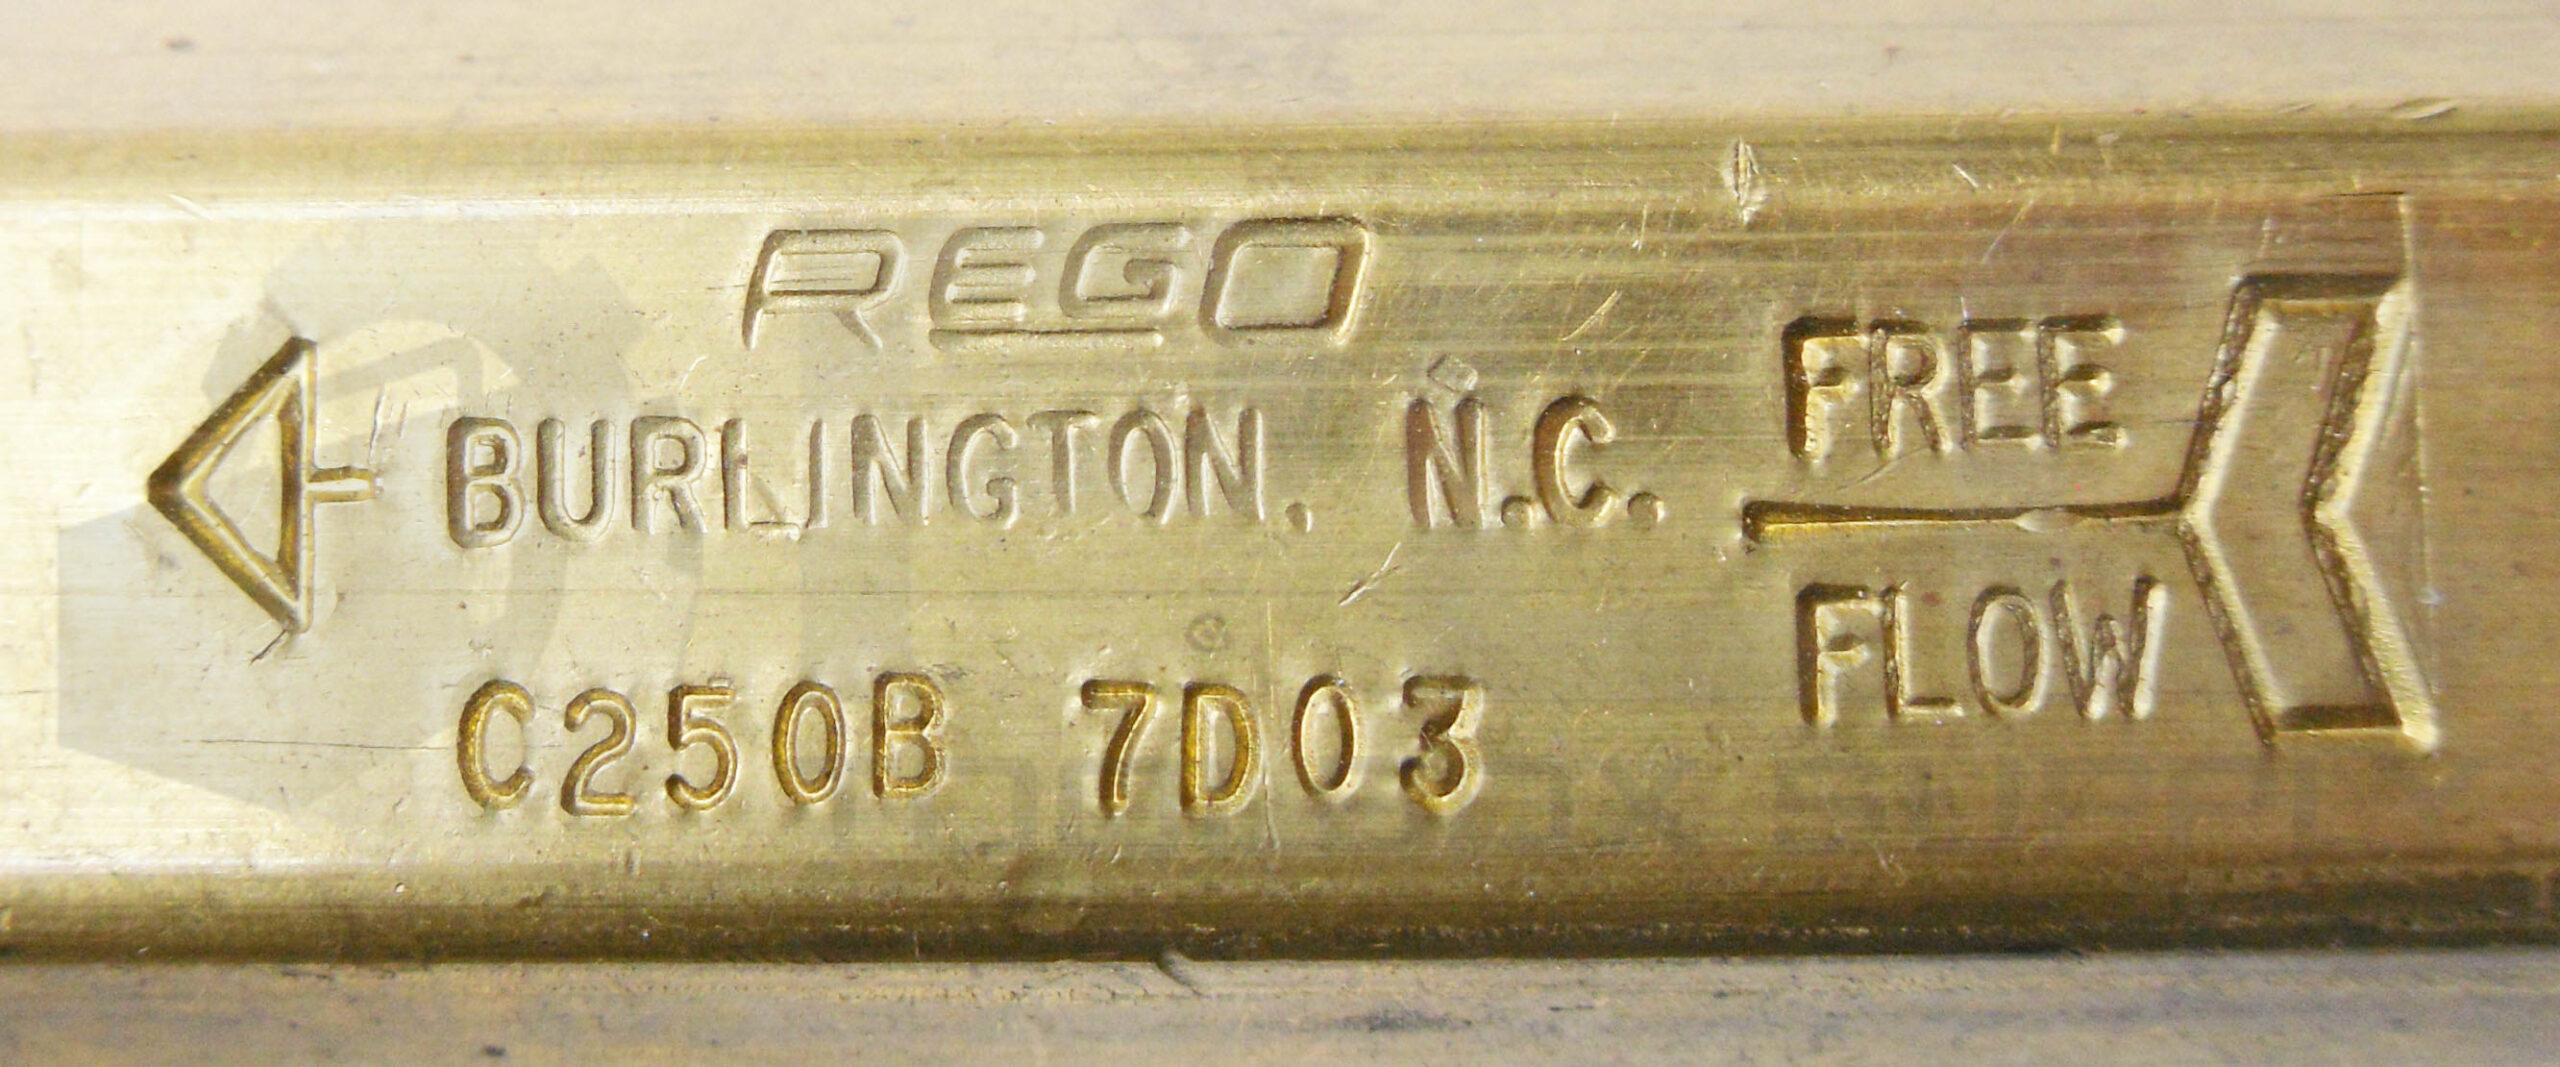 REGO
BURLINGTON, N.C.
C250B 7D03
FREE
FLOW